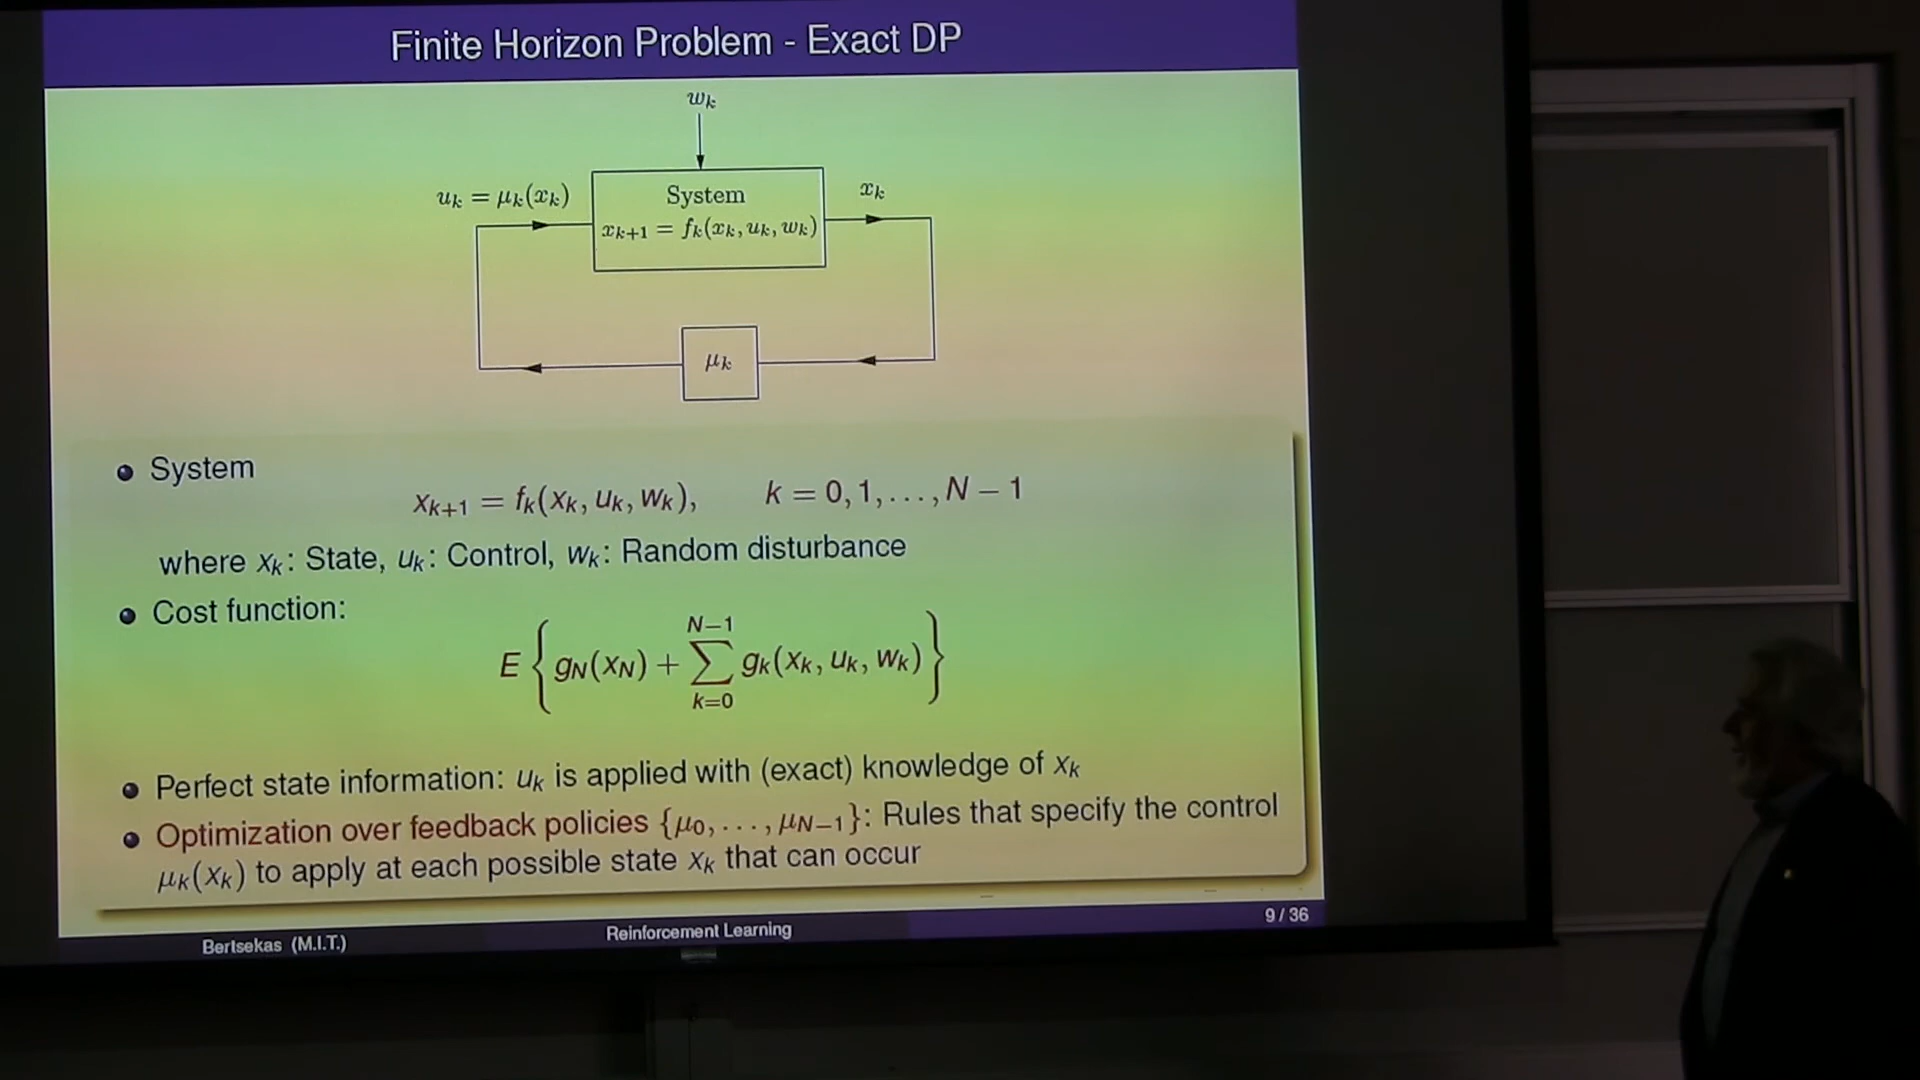 Finite Horizon Problem - Exact DP
w_k
u_k = μ_k(x_k)
System
x_k
x_{k+1} = f_k(x_k, u_k, w_k)
μ_k
System
x_{k+1} = f_k(x_k, u_k, w_k), k = 0, 1, . . . , N − 1
where x_k: State, u_k: Control, w_k: Random disturbance
Cost function:
E { g_N(x_N) + ∑_{k=0}^{N−1} g_k(x_k, u_k, w_k) }
Perfect state information: u_k is applied with (exact) knowledge of x_k
Optimization over feedback policies {μ_0, . . . , μ_{N−1}}: Rules that specify the control
μ_k(x_k) to apply at each possible state x_k that can occur
Bertsekas (M.I.T.)
Reinforcement Learning
9 / 36